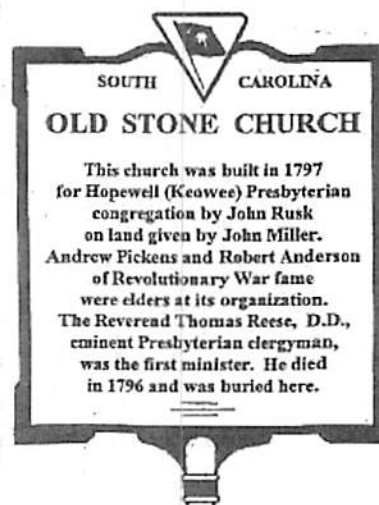 SOUTH CAROLINA
OLD STONE CHURCH
This church was built in 1797
for Hopewell (Keowee) Presbyterian
congregation by John Rusk
on land given by John Miller.
Andrew Pickens and Robert Anderson
of Revolutionary War fame
were elders at its organization.
The Reverend Thomas Reese, D.D.,
eminent Presbyterian clergyman,
was the first minister. He died
in 1796 and was buried here.